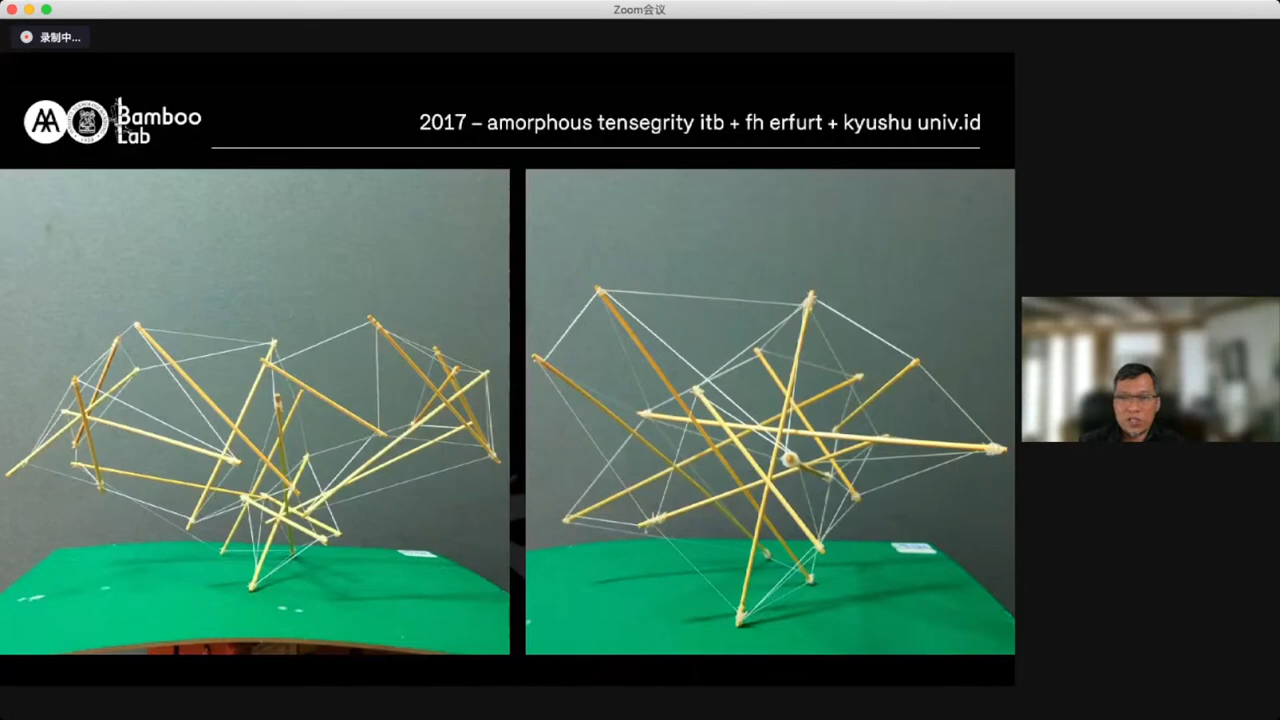 Zoom会议
录制中...
AA
Bamboo
Lab
2017 – amorphous tensegrity itb + fh erfurt + kyushu univ.id